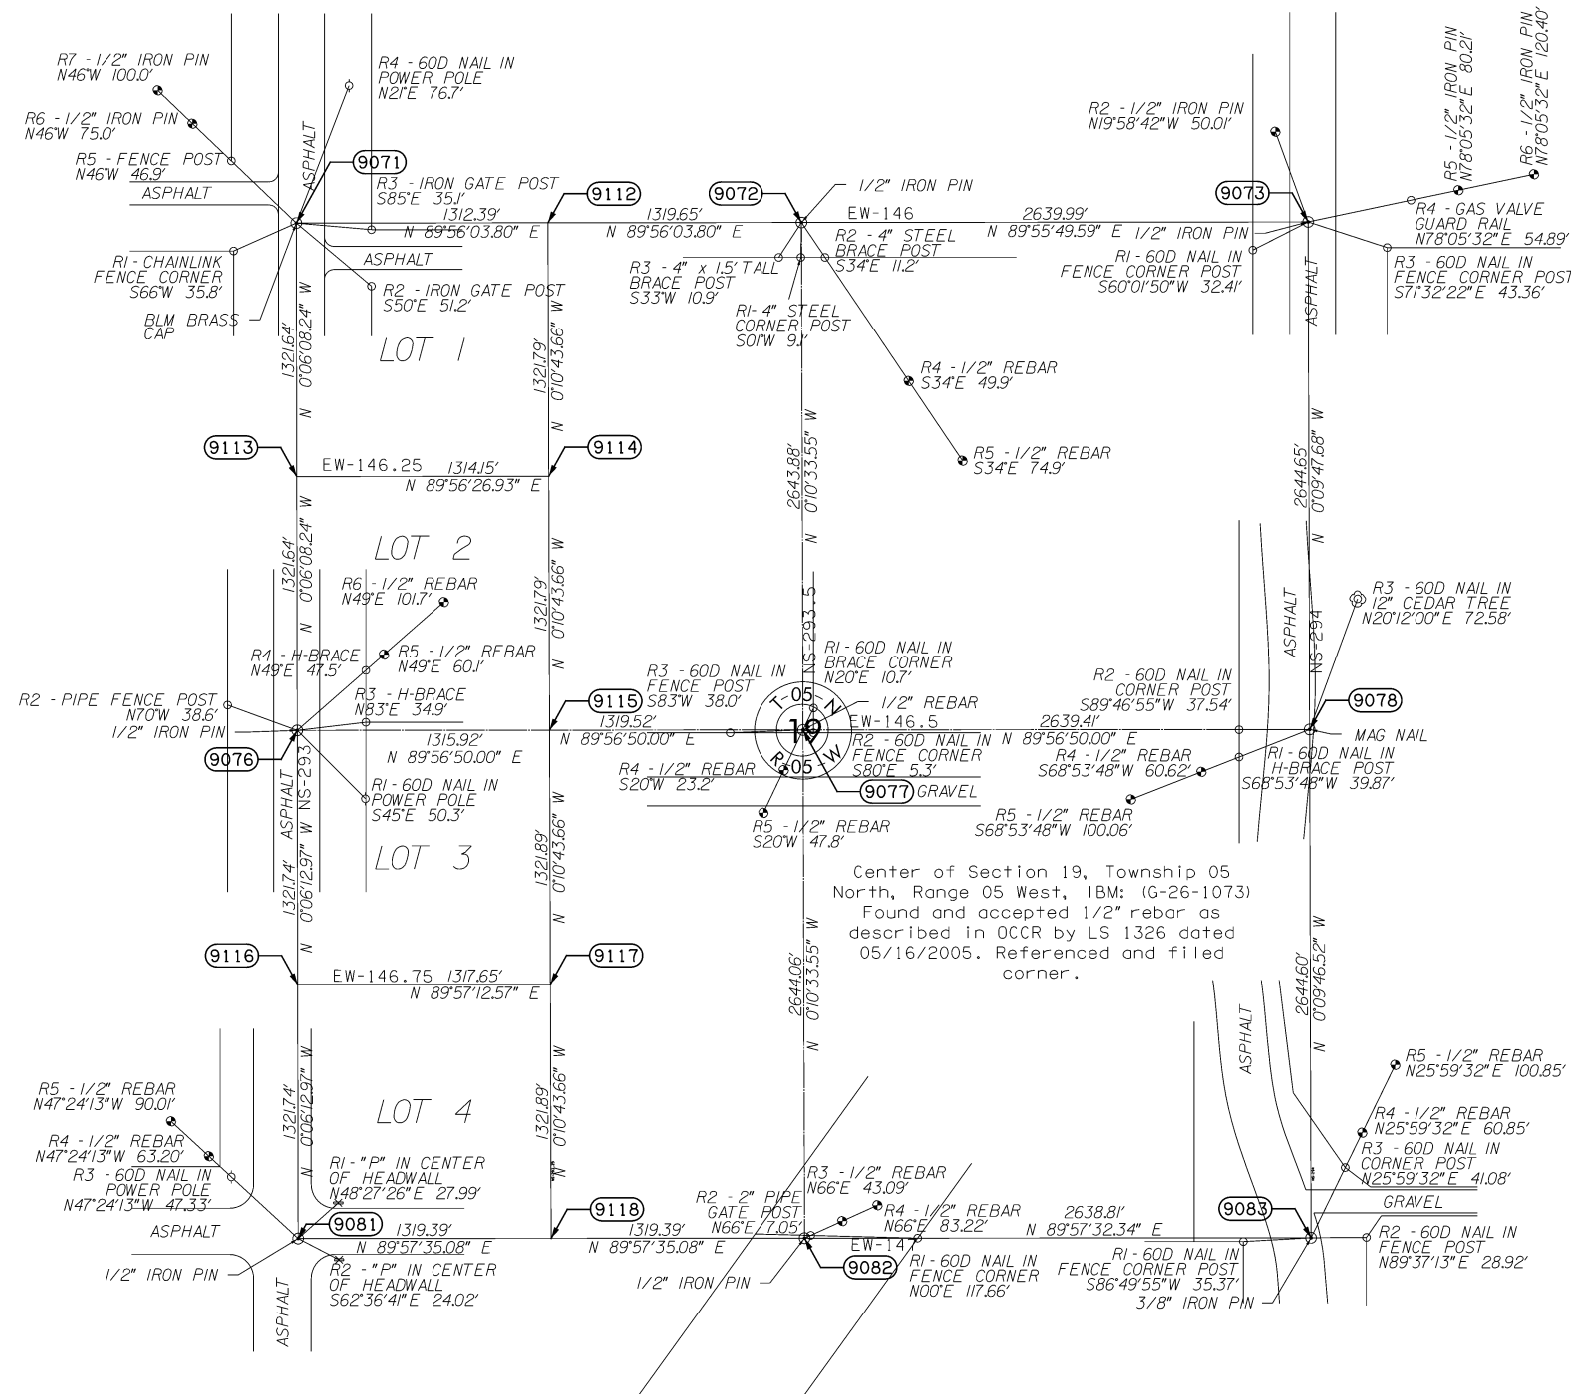 R7 - 1/2" IRON PIN
N46°W 100.0'
R6 - 1/2" IRON PIN
N46°W 75.0'
R5 - FENCE POST
N46°W 46.9'
ASPHALT
ASPHALT
R4 - 60D NAIL IN
POWER POLE
N21°E 76.7'
9071
R3 - IRON GATE POST
S85°E 35.1'
1312.39'
N 89°56'03.80" E
9112
1319.65'
N 89°56'03.80" E
9072
1/2" IRON PIN
EW-146
2639.99'
N 89°55'49.59" E
R2 - 1/2" IRON PIN
N19°58'42"W 50.01'
9073
1/2" IRON PIN
ASPHALT
R5 - 1/2" IRON PIN
N78°05'32"E 80.21'
R6 - 1/2" IRON PIN
N78°05'32"E 120.40'
R4 - GAS VALVE
GUARD RAIL
N78°05'32"E 54.89'
R3 - 60D NAIL IN
FENCE CORNER POST
S71°32'22"E 43.36'
R1 - 60D NAIL IN
FENCE CORNER POST
S60°01'50"W 32.41'
R1 - CHAINLINK
FENCE CORNER
S66°W 35.8'
BLM BRASS
CAP
ASPHALT
R2 - IRON GATE POST
S50°E 51.2'
R3 - 4" x 1.5' TALL
BRACE POST
S33°W 10.9'
R2 - 4" STEEL
BRACE POST
S34°E 11.2'
R1 - 4" STEEL
CORNER POST
S01°W 9.1'
R4 - 1/2" REBAR
S34°E 49.9'
R5 - 1/2" REBAR
S34°E 74.9'
1321.64'
N 0°06'08.24" W
LOT 1
1321.79'
N 0°10'43.66" W
2643.88'
N 0°10'33.55" W
2644.65'
N 0°09'47.68" W
9113
EW-146.25
1314.15'
N 89°56'26.93" E
9114
1321.64'
N 0°06'08.24" W
LOT 2
1321.79'
N 0°10'43.66" W
R6 - 1/2" REBAR
N49°E 101.7'
R4 - H-BRACE
N49°E 47.5'
R5 - 1/2" REBAR
N49°E 60.1'
R2 - PIPE FENCE POST
N70°W 38.6'
R3 - H-BRACE
N83°E 34.9'
1/2" IRON PIN
9076
1315.92'
N 89°56'50.00" E
9115
1319.52'
N 89°56'50.00" E
R3 - 60D NAIL IN
FENCE POST
S83°W 38.0'
NS-293.5
R1 - 60D NAIL IN
BRACE CORNER
N20°E 10.7'
T-05-N
19
R-05-W
1/2" REBAR
EW-146.5
2639.41'
N 89°56'50.00" E
R2 - 60D NAIL IN
FENCE CORNER
S80°E 5.3'
R4 - 1/2" REBAR
S20°W 23.2'
R5 - 1/2" REBAR
S20°W 47.8'
9077
GRAVEL
ASPHALT
NS-294
R3 - 60D NAIL IN
12" CEDAR TREE
N20°12'00"E 72.58'
R2 - 60D NAIL IN
CORNER POST
S89°46'55"W 37.54'
9078
MAG NAIL
R1 - 60D NAIL IN
H-BRACE POST
S68°53'48"W 39.87'
R4 - 1/2" REBAR
S68°53'48"W 60.62'
R5 - 1/2" REBAR
S68°53'48"W 100.06'
NS-293
ASPHALT
R1 - 60D NAIL IN
POWER POLE
S45°E 50.3'
1321.74'
N 0°06'12.97" W
LOT 3
1321.89'
N 0°10'43.66" W
Center of Section 19, Township 05
North, Range 05 West, IBM: (G-26-1073)
Found and accepted 1/2" rebar as
described in OCCR by LS 1326 dated
05/16/2005. Referenced and filed
corner.
9116
EW-146.75
1317.65'
N 89°57'12.57" E
9117
2644.06'
N 0°10'33.55" W
2644.60'
N 0°09'46.52" W
ASPHALT
1321.74'
N 0°06'12.97" W
LOT 4
1321.89'
N 0°10'43.66" W
R5 - 1/2" REBAR
N47°24'13"W 90.01'
R4 - 1/2" REBAR
N47°24'13"W 63.20'
R3 - 60D NAIL IN
POWER POLE
N47°24'13"W 47.33'
ASPHALT
1/2" IRON PIN
ASPHALT
R1 - "P" IN CENTER
OF HEADWALL
N48°27'26"E 27.99'
9081
1319.39'
N 89°57'35.08" E
R2 - "P" IN CENTER
OF HEADWALL
S62°36'41"E 24.02'
9118
1319.39'
N 89°57'35.08" E
R2 - 2" PIPE
GATE POST
N66°E 7.05'
R3 - 1/2" REBAR
N66°E 43.09'
R4 - 1/2" REBAR
N66°E 83.22'
EW-147
9082
1/2" IRON PIN
R1 - 60D NAIL IN
FENCE CORNER
N00°E 117.66'
2638.81'
N 89°57'32.34" E
9083
R5 - 1/2" REBAR
N25°59'32"E 100.85'
R4 - 1/2" REBAR
N25°59'32"E 60.85'
R3 - 60D NAIL IN
CORNER POST
N25°59'32"E 41.08'
GRAVEL
R2 - 60D NAIL IN
FENCE POST
N89°37'13"E 28.92'
R1 - 60D NAIL IN
FENCE CORNER POST
S86°49'55"W 35.37'
3/8" IRON PIN